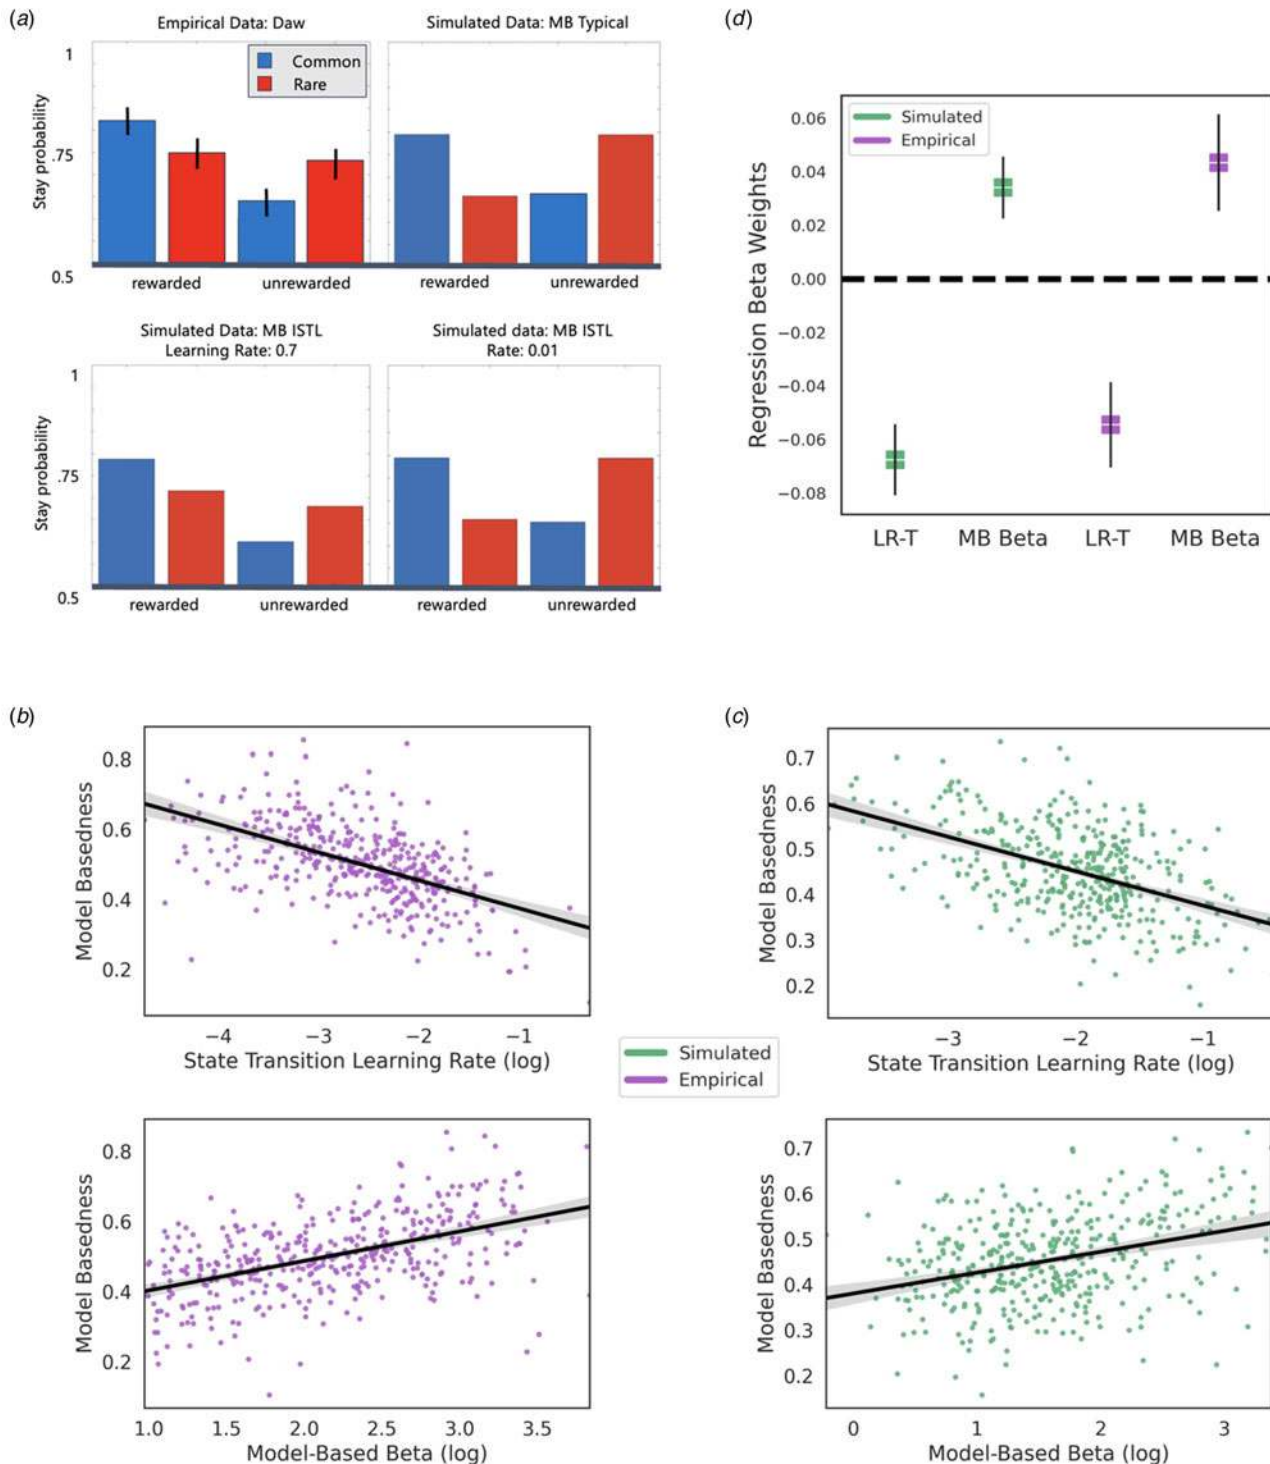 (a)
Empirical Data: Daw
Simulated Data: MB Typical
1
Common
Rare
Stay probability
.75
0.5
rewarded
unrewarded
rewarded
unrewarded
Simulated Data: MB ISTL
Learning Rate: 0.7
Simulated data: MB ISTL
Rate: 0.01
1
Stay probability
.75
0.5
rewarded
unrewarded
rewarded
unrewarded
(d)
Simulated
Empirical
Regression Beta Weights
0.06
0.04
0.02
0.00
−0.02
−0.04
−0.06
−0.08
LR-T
MB Beta
LR-T
MB Beta
(b)
Model Basedness
0.8
0.6
0.4
0.2
−4
−3
−2
−1
State Transition Learning Rate (log)
Model Basedness
0.8
0.6
0.4
0.2
1.0
1.5
2.0
2.5
3.0
3.5
Model-Based Beta (log)
Simulated
Empirical
(c)
Model Basedness
0.7
0.6
0.5
0.4
0.3
0.2
−3
−2
−1
State Transition Learning Rate (log)
Model Basedness
0.7
0.6
0.5
0.4
0.3
0.2
0
1
2
3
Model-Based Beta (log)